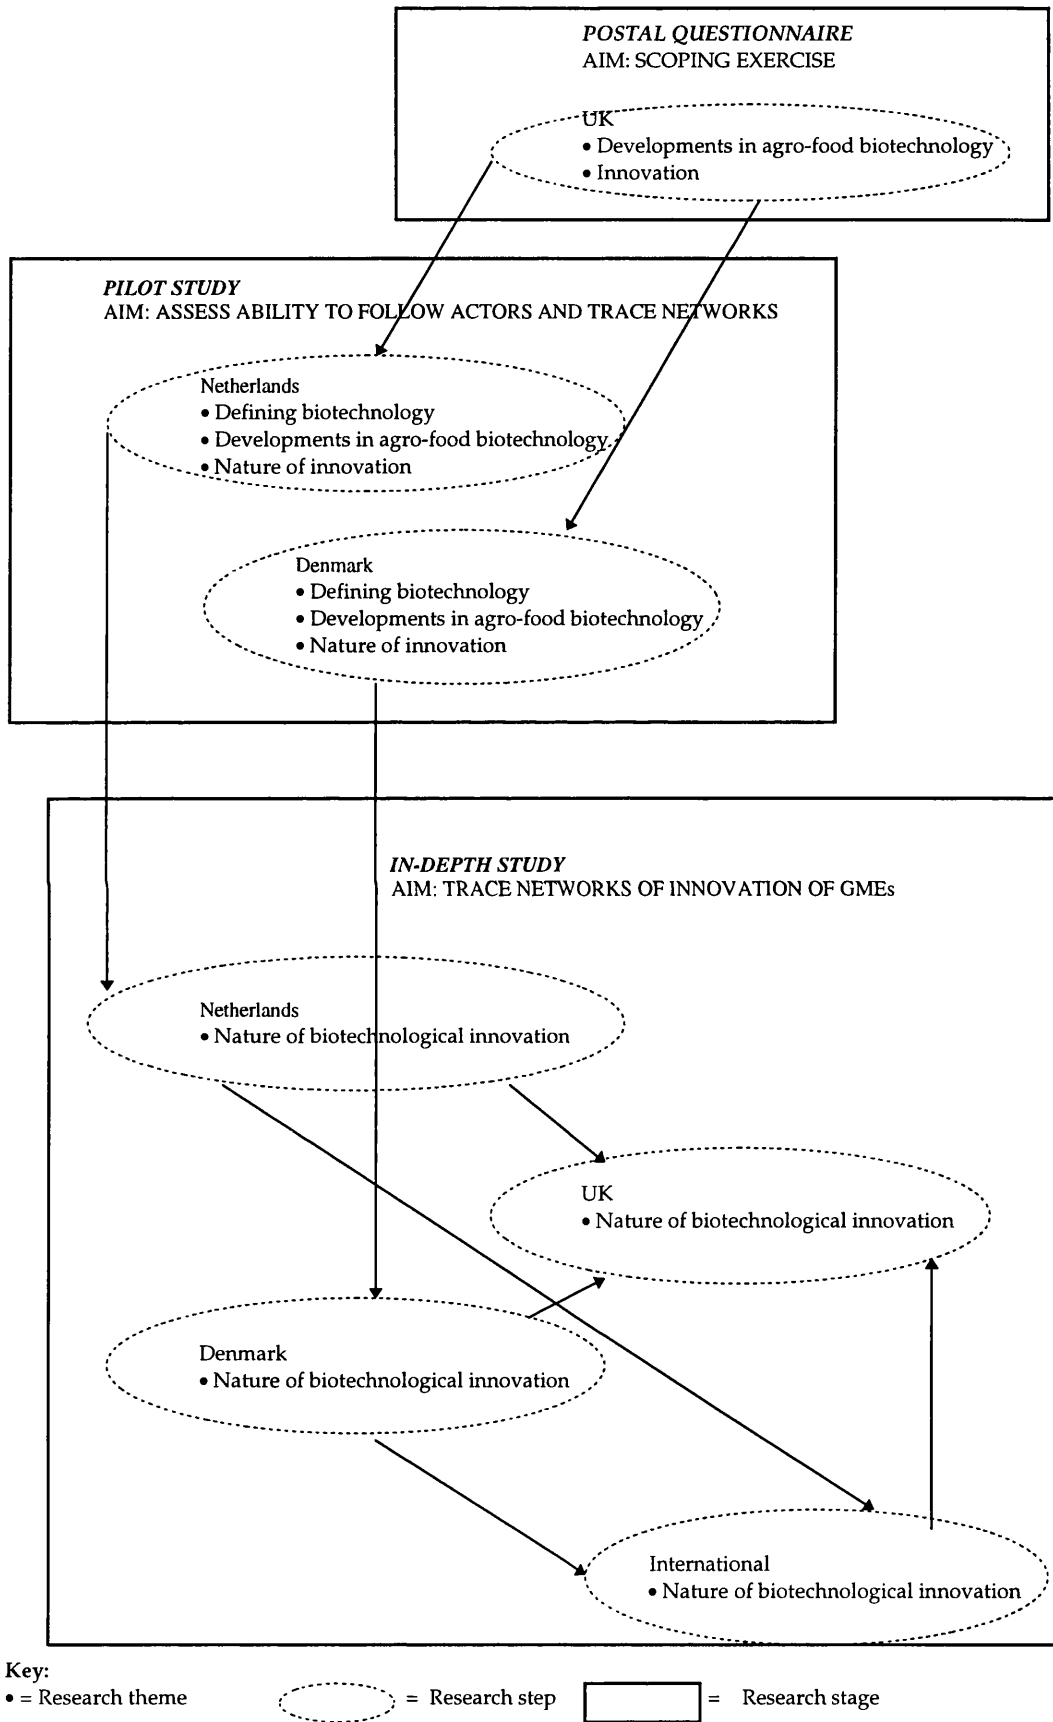 POSTAL QUESTIONNAIRE
AIM: SCOPING EXERCISE
UK
• Developments in agro-food biotechnology
• Innovation
PILOT STUDY
AIM: ASSESS ABILITY TO FOLLOW ACTORS AND TRACE NETWORKS
Netherlands
• Defining biotechnology
• Developments in agro-food biotechnology
• Nature of innovation
Denmark
• Defining biotechnology
• Developments in agro-food biotechnology
• Nature of innovation
IN-DEPTH STUDY
AIM: TRACE NETWORKS OF INNOVATION OF GMEs
Netherlands
• Nature of biotechnological innovation
UK
• Nature of biotechnological innovation
Denmark
• Nature of biotechnological innovation
International
• Nature of biotechnological innovation
Key:
• = Research theme = Research step = Research stage